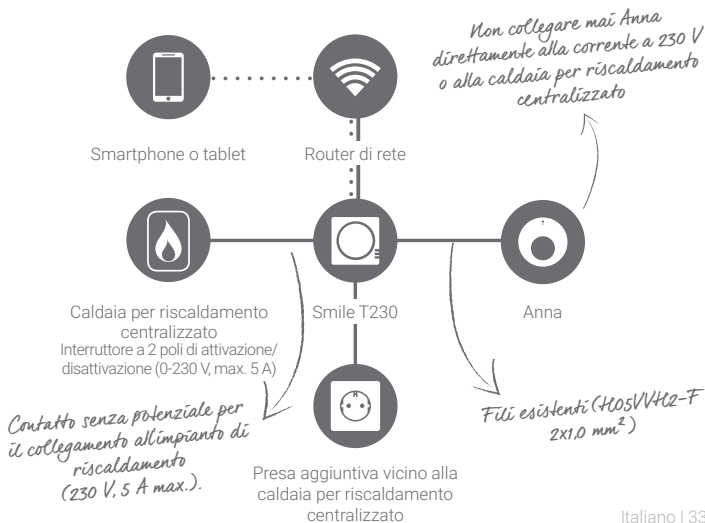 Non collegare mai Anna
direttamente alla corrente a 230 V
o alla caldaia per riscaldamento
centralizzato
Smartphone o tablet
Router di rete
Caldaia per riscaldamento
centralizzato
Interruttore a 2 poli di attivazione/
disattivazione (0-230 V, max. 5 A)
Smile T230
Anna
Contatto senza potenziale per
il collegamento all'impianto di
riscaldamento
(230 V, 5 A max.).
Fili esistenti (H05VVH2-F
2x1,0 mm²)
Presa aggiuntiva vicino alla
caldaia per riscaldamento
centralizzato
Italiano | 33